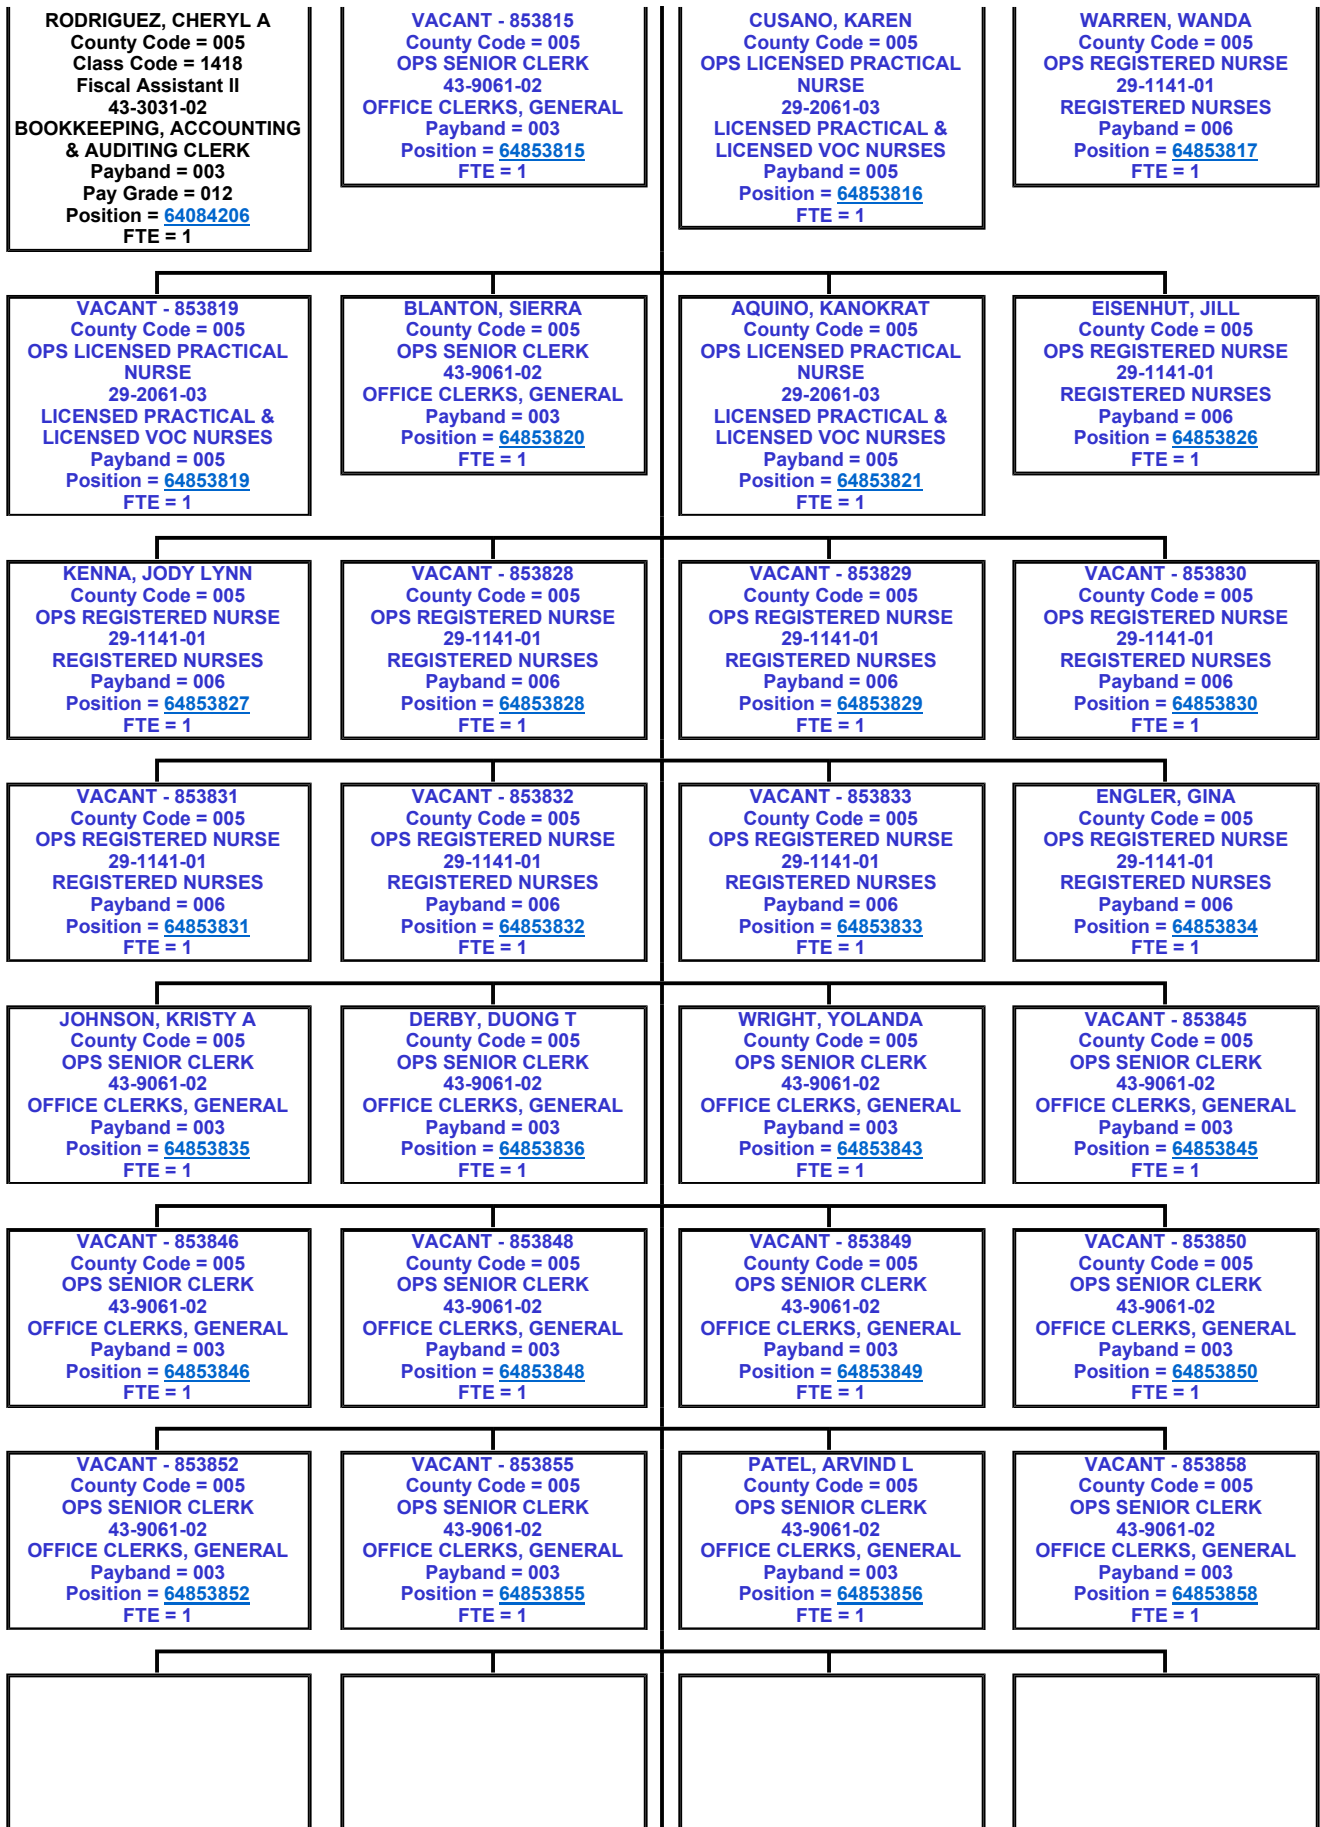 RODRIGUEZ, CHERYL A
County Code = 005
Class Code = 1418
Fiscal Assistant II
43-3031-02
BOOKKEEPING, ACCOUNTING
& AUDITING CLERK
Payband = 003
Pay Grade = 012
Position = 64084206
FTE = 1
VACANT - 853815
County Code = 005
OPS SENIOR CLERK
43-9061-02
OFFICE CLERKS, GENERAL
Payband = 003
Position = 64853815
FTE = 1
CUSANO, KAREN
County Code = 005
OPS LICENSED PRACTICAL
NURSE
29-2061-03
LICENSED PRACTICAL &
LICENSED VOC NURSES
Payband = 005
Position = 64853816
FTE = 1
WARREN, WANDA
County Code = 005
OPS REGISTERED NURSE
29-1141-01
REGISTERED NURSES
Payband = 006
Position = 64853817
FTE = 1
VACANT - 853819
County Code = 005
OPS LICENSED PRACTICAL
NURSE
29-2061-03
LICENSED PRACTICAL &
LICENSED VOC NURSES
Payband = 005
Position = 64853819
FTE = 1
BLANTON, SIERRA
County Code = 005
OPS SENIOR CLERK
43-9061-02
OFFICE CLERKS, GENERAL
Payband = 003
Position = 64853820
FTE = 1
AQUINO, KANOKRAT
County Code = 005
OPS LICENSED PRACTICAL
NURSE
29-2061-03
LICENSED PRACTICAL &
LICENSED VOC NURSES
Payband = 005
Position = 64853821
FTE = 1
EISENHUT, JILL
County Code = 005
OPS REGISTERED NURSE
29-1141-01
REGISTERED NURSES
Payband = 006
Position = 64853826
FTE = 1
KENNA, JODY LYNN
County Code = 005
OPS REGISTERED NURSE
29-1141-01
REGISTERED NURSES
Payband = 006
Position = 64853827
FTE = 1
VACANT - 853828
County Code = 005
OPS REGISTERED NURSE
29-1141-01
REGISTERED NURSES
Payband = 006
Position = 64853828
FTE = 1
VACANT - 853829
County Code = 005
OPS REGISTERED NURSE
29-1141-01
REGISTERED NURSES
Payband = 006
Position = 64853829
FTE = 1
VACANT - 853830
County Code = 005
OPS REGISTERED NURSE
29-1141-01
REGISTERED NURSES
Payband = 006
Position = 64853830
FTE = 1
VACANT - 853831
County Code = 005
OPS REGISTERED NURSE
29-1141-01
REGISTERED NURSES
Payband = 006
Position = 64853831
FTE = 1
VACANT - 853832
County Code = 005
OPS REGISTERED NURSE
29-1141-01
REGISTERED NURSES
Payband = 006
Position = 64853832
FTE = 1
VACANT - 853833
County Code = 005
OPS REGISTERED NURSE
29-1141-01
REGISTERED NURSES
Payband = 006
Position = 64853833
FTE = 1
ENGLER, GINA
County Code = 005
OPS REGISTERED NURSE
29-1141-01
REGISTERED NURSES
Payband = 006
Position = 64853834
FTE = 1
JOHNSON, KRISTY A
County Code = 005
OPS SENIOR CLERK
43-9061-02
OFFICE CLERKS, GENERAL
Payband = 003
Position = 64853835
FTE = 1
DERBY, DUONG T
County Code = 005
OPS SENIOR CLERK
43-9061-02
OFFICE CLERKS, GENERAL
Payband = 003
Position = 64853836
FTE = 1
WRIGHT, YOLANDA
County Code = 005
OPS SENIOR CLERK
43-9061-02
OFFICE CLERKS, GENERAL
Payband = 003
Position = 64853843
FTE = 1
VACANT - 853845
County Code = 005
OPS SENIOR CLERK
43-9061-02
OFFICE CLERKS, GENERAL
Payband = 003
Position = 64853845
FTE = 1
VACANT - 853846
County Code = 005
OPS SENIOR CLERK
43-9061-02
OFFICE CLERKS, GENERAL
Payband = 003
Position = 64853846
FTE = 1
VACANT - 853848
County Code = 005
OPS SENIOR CLERK
43-9061-02
OFFICE CLERKS, GENERAL
Payband = 003
Position = 64853848
FTE = 1
VACANT - 853849
County Code = 005
OPS SENIOR CLERK
43-9061-02
OFFICE CLERKS, GENERAL
Payband = 003
Position = 64853849
FTE = 1
VACANT - 853850
County Code = 005
OPS SENIOR CLERK
43-9061-02
OFFICE CLERKS, GENERAL
Payband = 003
Position = 64853850
FTE = 1
VACANT - 853852
County Code = 005
OPS SENIOR CLERK
43-9061-02
OFFICE CLERKS, GENERAL
Payband = 003
Position = 64853852
FTE = 1
VACANT - 853855
County Code = 005
OPS SENIOR CLERK
43-9061-02
OFFICE CLERKS, GENERAL
Payband = 003
Position = 64853855
FTE = 1
PATEL, ARVIND L
County Code = 005
OPS SENIOR CLERK
43-9061-02
OFFICE CLERKS, GENERAL
Payband = 003
Position = 64853856
FTE = 1
VACANT - 853858
County Code = 005
OPS SENIOR CLERK
43-9061-02
OFFICE CLERKS, GENERAL
Payband = 003
Position = 64853858
FTE = 1